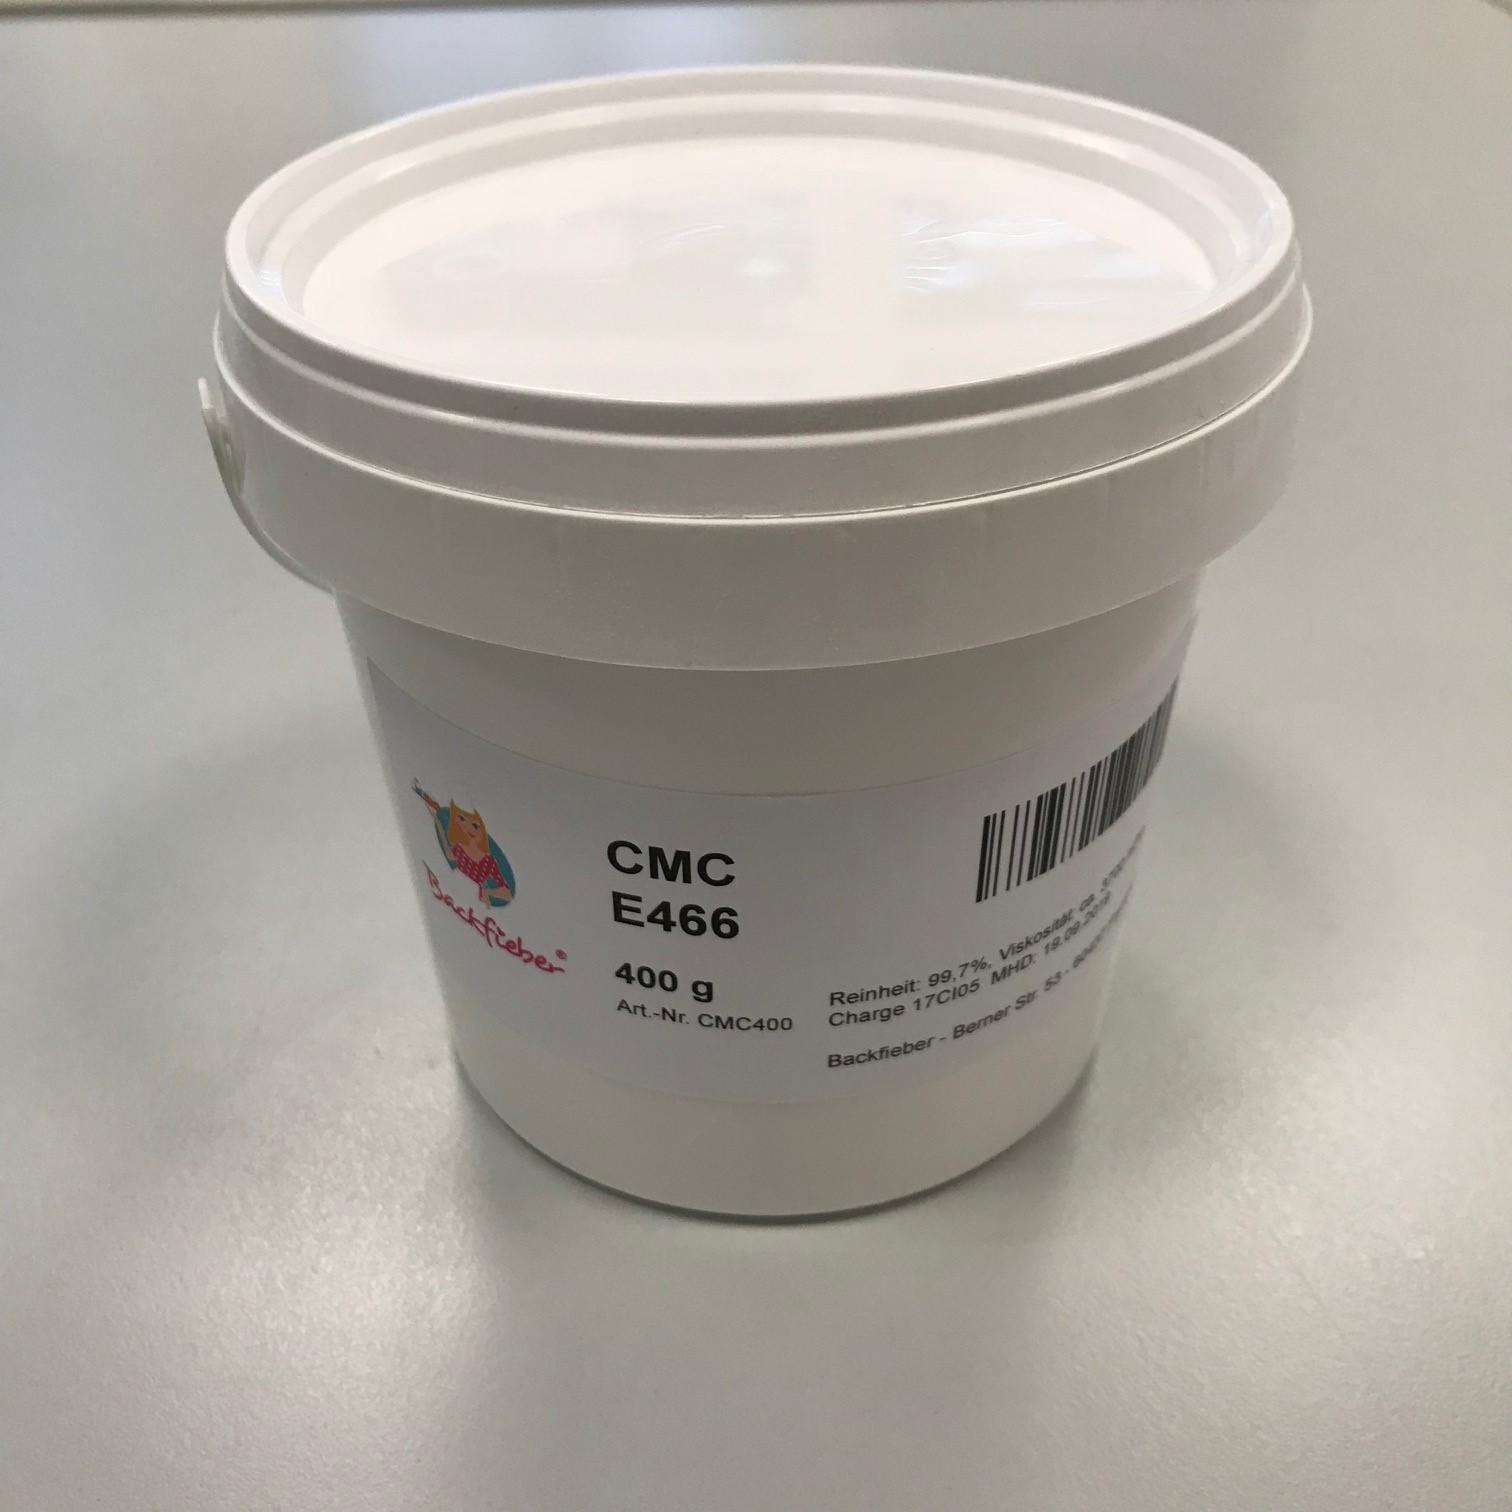 Backfieber®
CMC
E466
400 g
Art.-Nr. CMC400
Reinheit: 99,7%, Viskosität: ca.
Charge 17CI05 MHD: 19.09.2019
Backfieber - Berner Str. 53 -